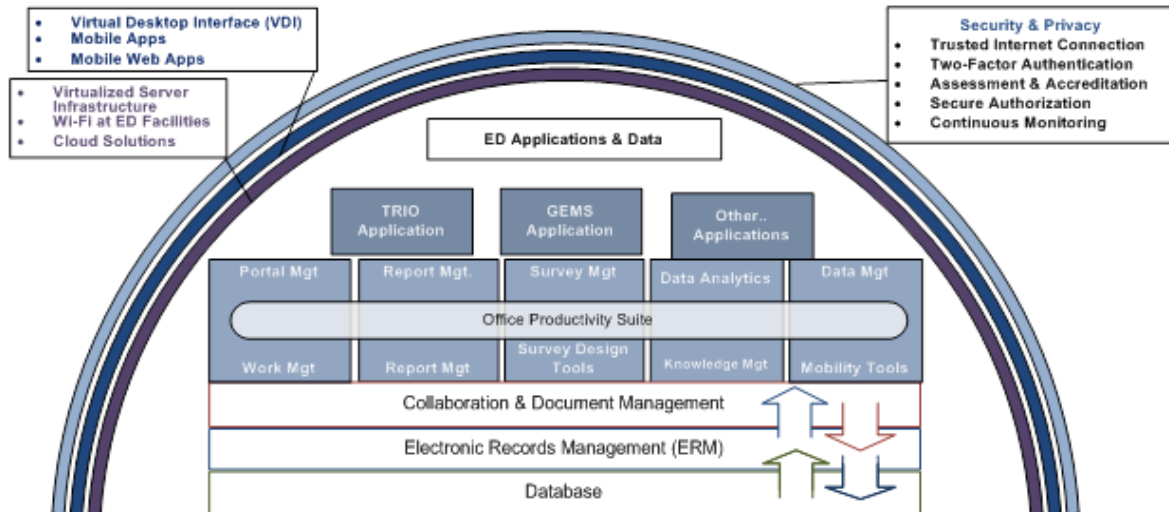 • Virtual Desktop Interface (VDI)
• Mobile Apps
• Mobile Web Apps
• Virtualized Server
Infrastructure
• Wi-Fi at ED Facilities
• Cloud Solutions
Security & Privacy
• Trusted Internet Connection
• Two-Factor Authentication
• Assessment & Accreditation
• Secure Authorization
• Continuous Monitoring
ED Applications & Data
TRIO
Application
GEMS
Application
Other..
Applications
Portal Mgt
Report Mgt.
Survey Mgt
Data Analytics
Data Mgt
Office Productivity Suite
Work Mgt
Report Mgt
Survey Design
Tools
Knowledge Mgt
Mobility Tools
Collaboration & Document Management
Electronic Records Management (ERM)
Database